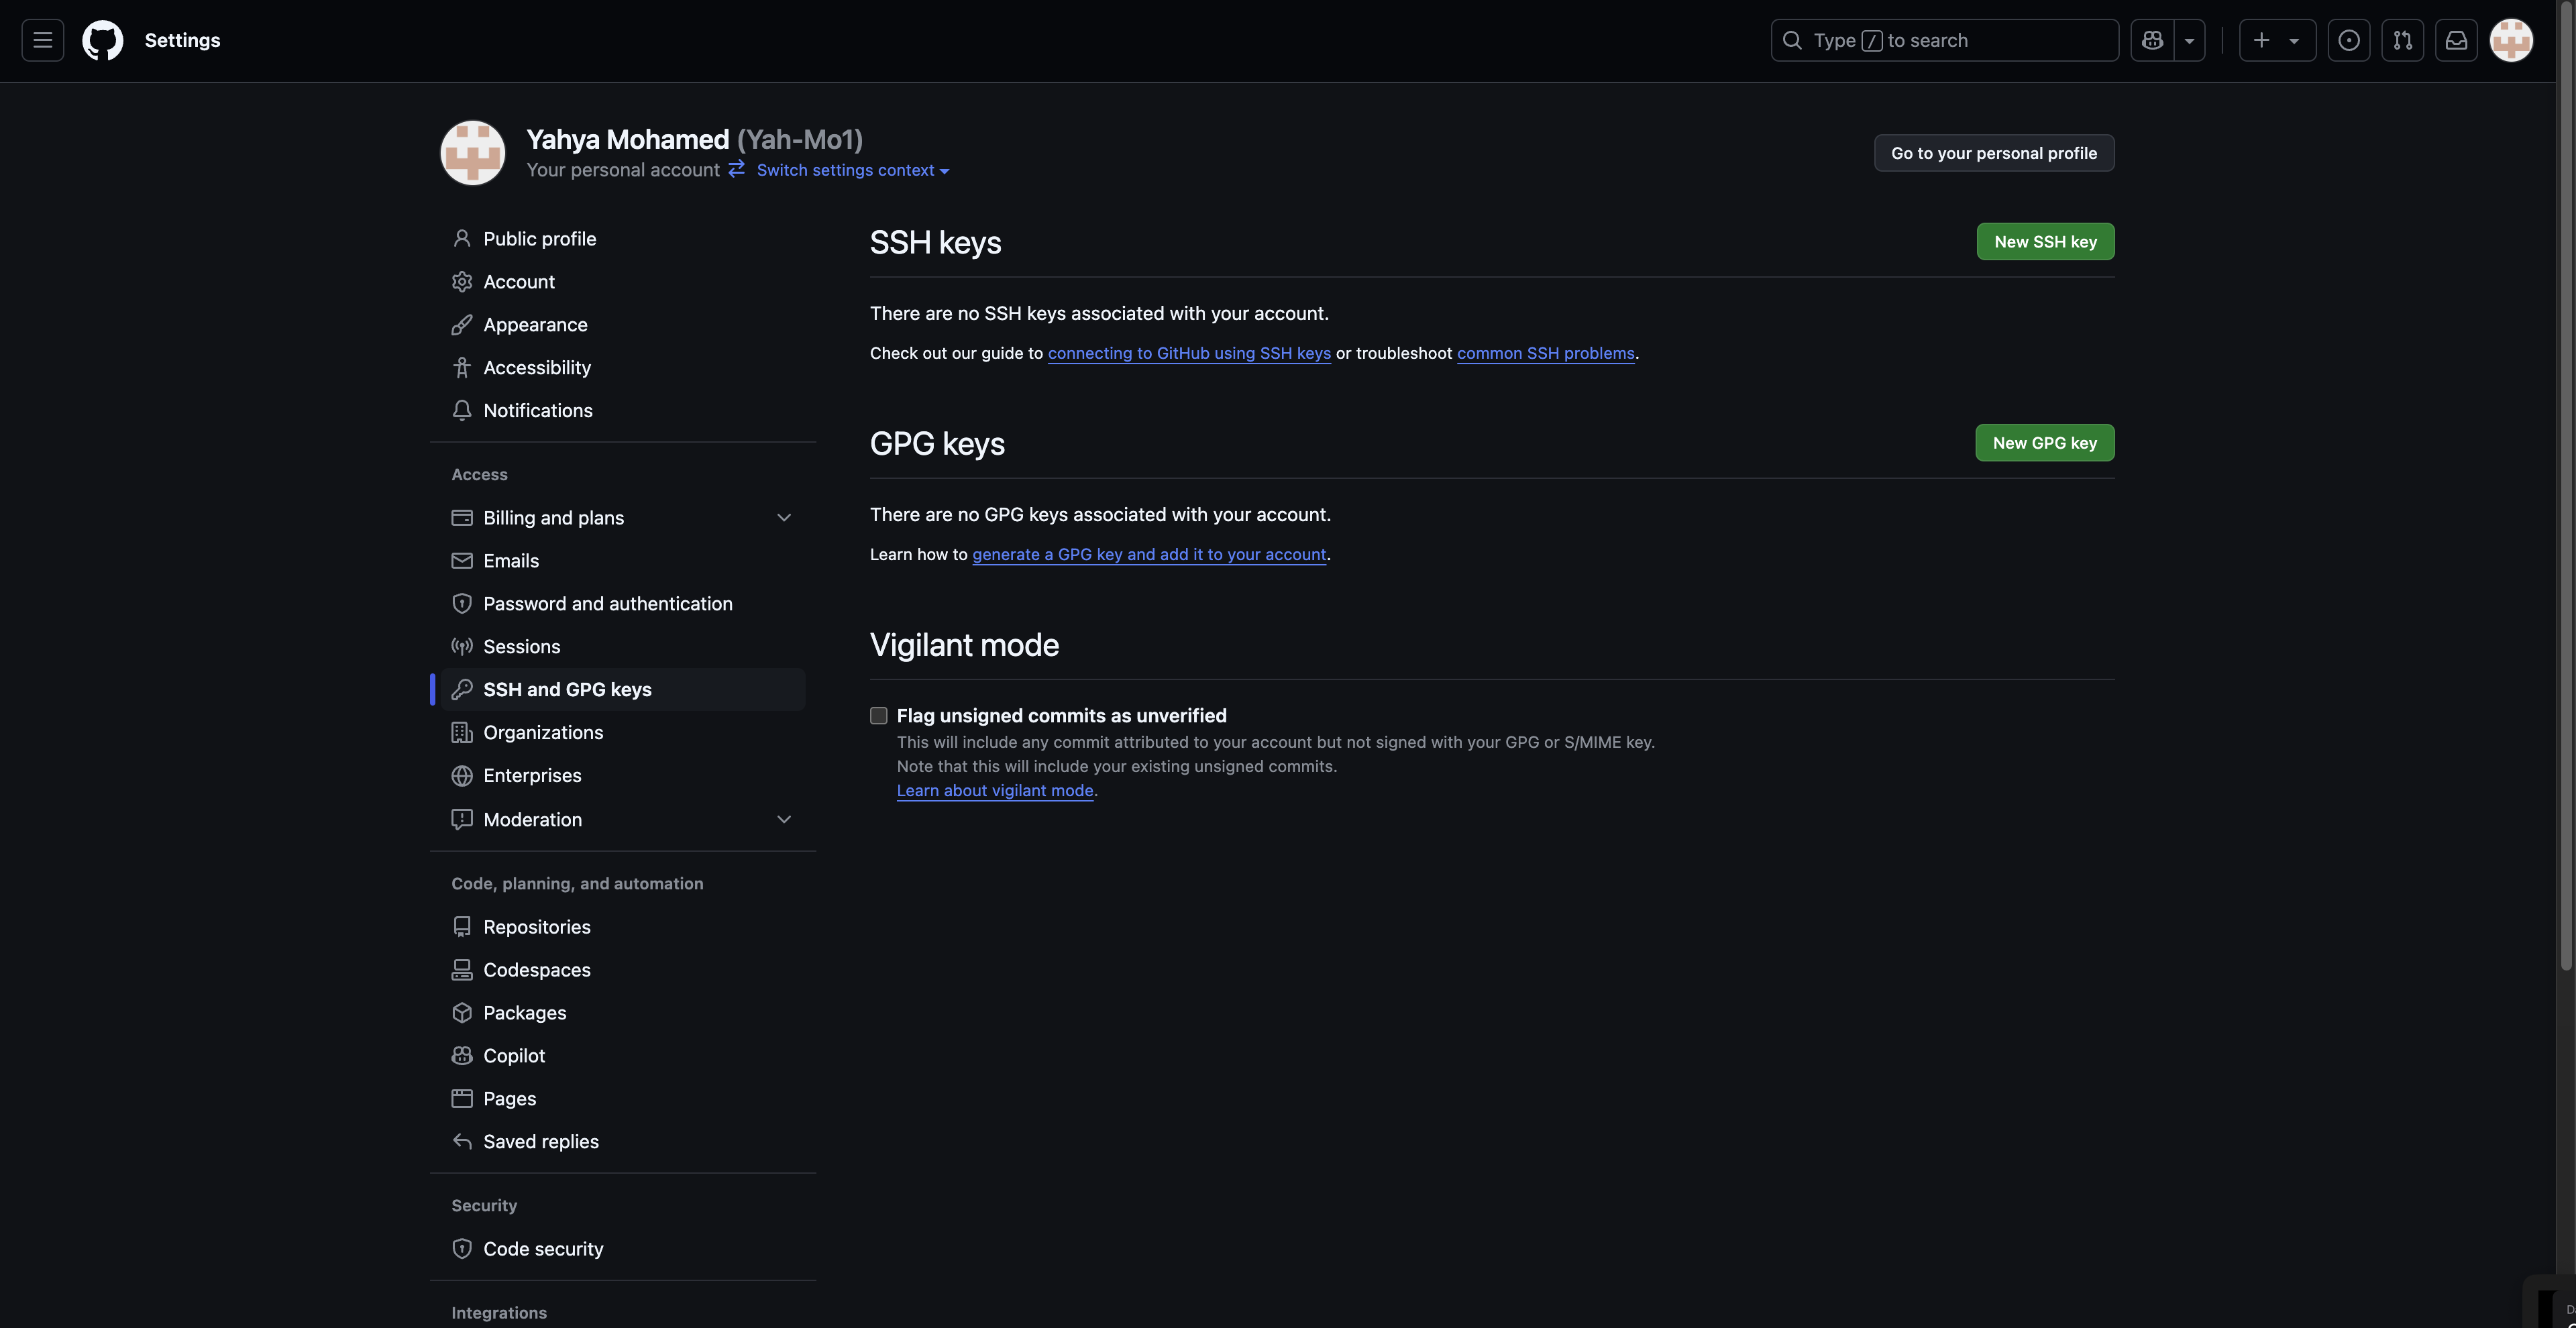 Settings
Type / to search
Yahya Mohamed (Yah-Mo1)
Your personal account Switch settings context
Go to your personal profile
Public profile
Account
Appearance
Accessibility
Notifications
Access
Billing and plans
Emails
Password and authentication
Sessions
SSH and GPG keys
Organizations
Enterprises
Moderation
Code, planning, and automation
Repositories
Codespaces
Packages
Copilot
Pages
Saved replies
Security
Code security
Integrations
SSH keys
New SSH key
There are no SSH keys associated with your account.
Check out our guide to connecting to GitHub using SSH keys or troubleshoot common SSH problems.
GPG keys
New GPG key
There are no GPG keys associated with your account.
Learn how to generate a GPG key and add it to your account.
Vigilant mode
Flag unsigned commits as unverified
This will include any commit attributed to your account but not signed with your GPG or S/MIME key.
Note that this will include your existing unsigned commits.
Learn about vigilant mode.